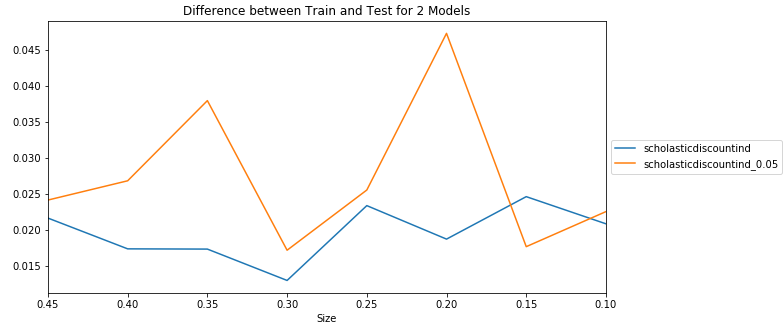 Difference between Train and Test for 2 Models
0.045
0.040
0.035
0.030
0.025
0.020
0.015
0.45 0.40 0.35 0.30 0.25 0.20 0.15 0.10
Size
scholasticdiscountind
scholasticdiscountind_0.05